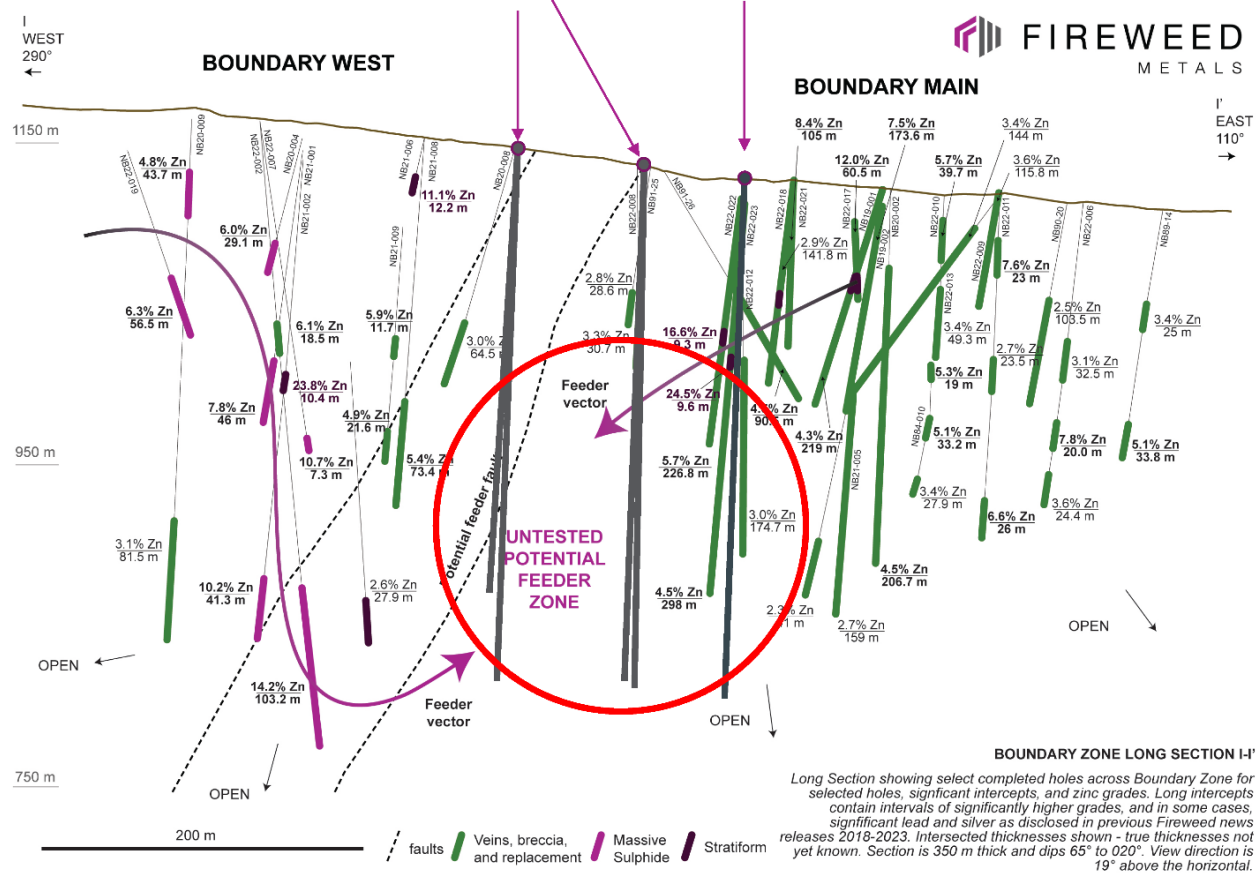 I
WEST
290°
BOUNDARY WEST
FIREWEED
METALS
BOUNDARY MAIN
I'
EAST
110°
1150 m
950 m
750 m
NB22-019
4.8% Zn
43.7 m
NB20-009
NB22-002
NB22-007
NB20-004
NB21-001
NB21-002
6.0% Zn
29.1 m
6.3% Zn
56.5 m
6.1% Zn
18.5 m
23.8% Zn
10.4 m
7.8% Zn
46 m
10.7% Zn
7.3 m
3.1% Zn
81.5 m
10.2% Zn
41.3 m
14.2% Zn
103.2 m
2.6% Zn
27.9 m
NB21-006
NB21-008
11.1% Zn
12.2 m
NB21-009
5.9% Zn
11.7 m
4.9% Zn
21.6 m
5.4% Zn
73.4 m
NB20-008
3.0% Zn
64.5 m
Potential feeder fault
Feeder
vector
NB22-008
NB91-25
NB91-26
2.8% Zn
28.6 m
3.3% Zn
30.7 m
Feeder
vector
UNTESTED
POTENTIAL
FEEDER
ZONE
NB22-022
NB22-023
NB22-012
16.6% Zn
9.3 m
24.5% Zn
9.6 m
5.7% Zn
226.8 m
4.5% Zn
298 m
3.0% Zn
174.7 m
8.4% Zn
105 m
NB22-018
NB22-021
2.9% Zn
141.8 m
Zn
12.0% Zn
60.5 m
NB22-017
NB19-001
NB19-002
NB20-002
7.5% Zn
173.6 m
4.3% Zn
219 m
NB21-005
Zn
2.7% Zn
159 m
4.5% Zn
206.7 m
5.7% Zn
39.7 m
NB22-010
NB22-013
3.4% Zn
144 m
3.6% Zn
115.8 m
NB22-009
NB22-011
7.6% Zn
23 m
3.4% Zn
49.3 m
5.3% Zn
19 m
NB84-010
5.1% Zn
33.2 m
3.4% Zn
27.9 m
2.7% Zn
23.5 m
6.6% Zn
26 m
NB90-20
NB22-006
2.5% Zn
103.5 m
3.1% Zn
32.5 m
7.8% Zn
20.0 m
3.6% Zn
24.4 m
NB89-14
3.4% Zn
25 m
5.1% Zn
33.8 m
OPEN
OPEN
OPEN
OPEN
200 m
faults
Veins, breccia,
and replacement
Massive
Sulphide
Stratiform
BOUNDARY ZONE LONG SECTION I-I'
Long Section showing select completed holes across Boundary Zone for
selected holes, signficant intercepts, and zinc grades. Long intercepts
contain intervals of significantly higher grades, and in some cases,
signfificant lead and silver as disclosed in previous Fireweed news
releases 2018-2023. Intersected thicknesses shown - true thicknesses not
yet known. Section is 350 m thick and dips 65° to 020°. View direction is
19° above the horizontal.